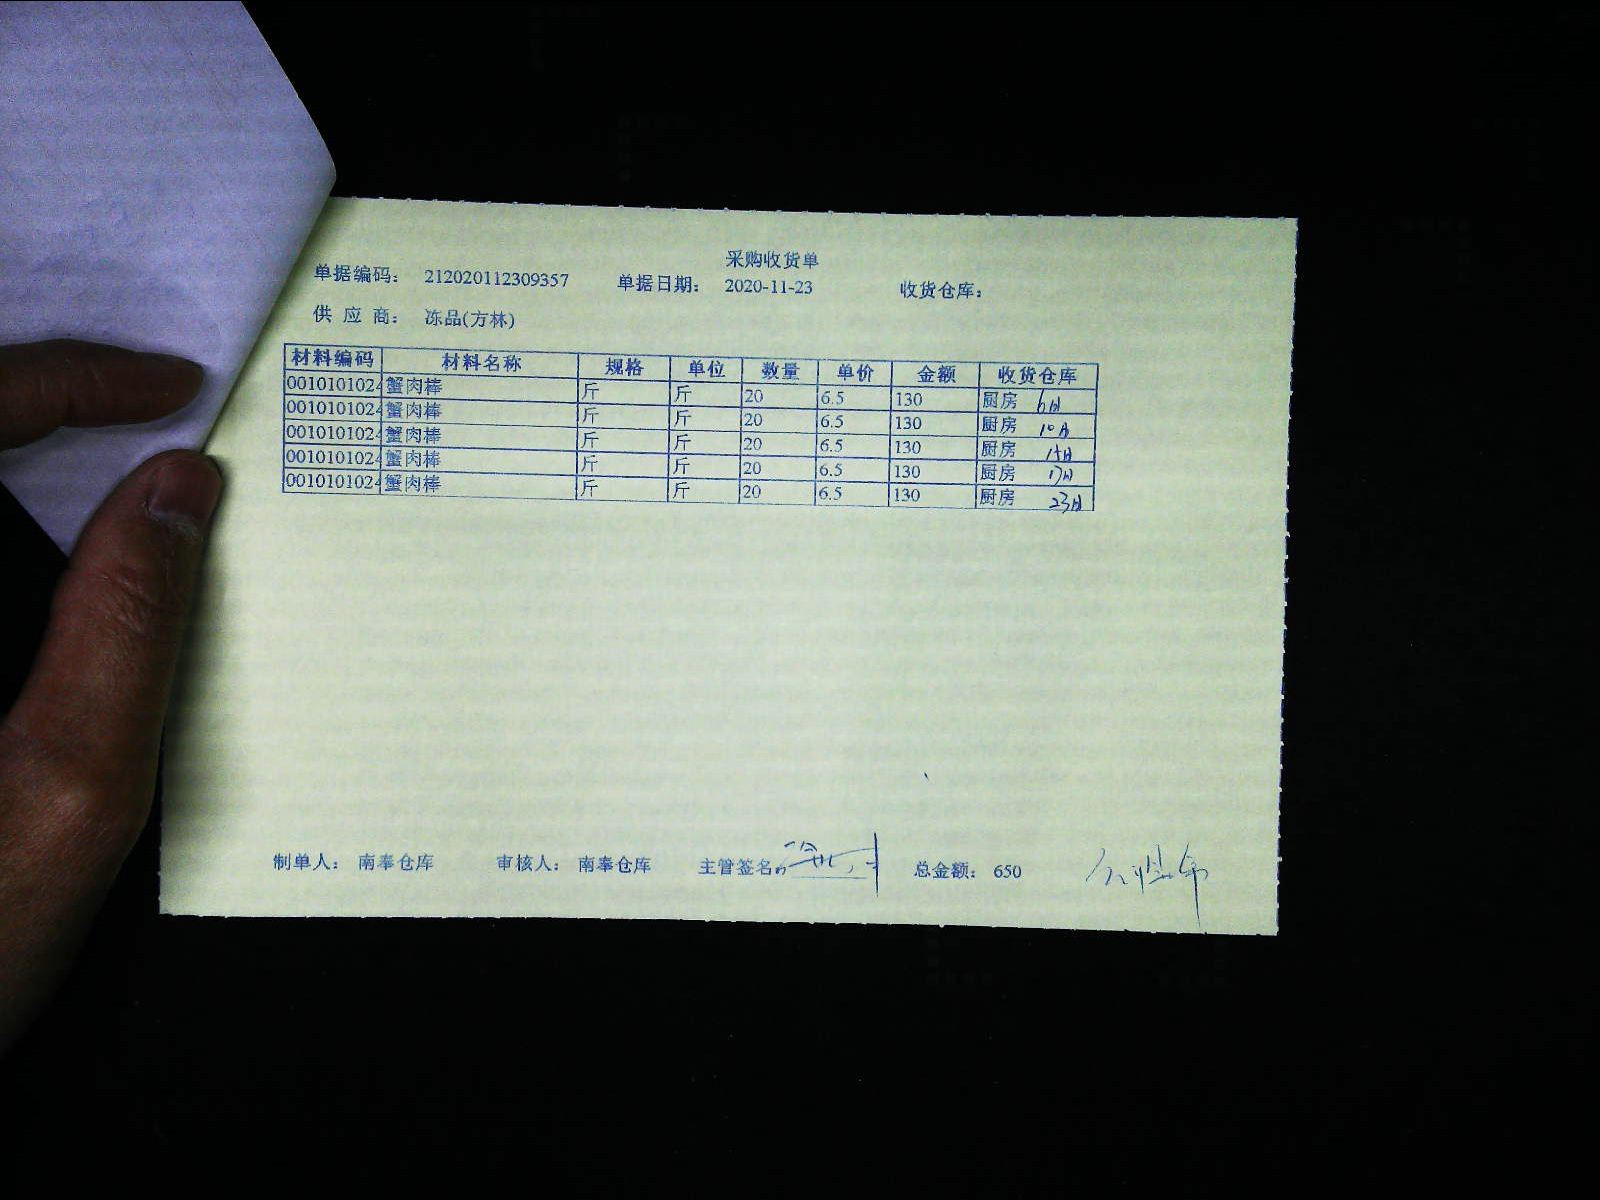 采购收货单
单据编码： 212020112309357 单据日期： 2020-11-23 收货仓库：
供 应 商： 冻品(方林)
材料编码 材料名称 规格 单位 数量 单价 金额 收货仓库
0010101024 蟹肉棒 斤 斤 20 6.5 130 厨房 6日
0010101024 蟹肉棒 斤 斤 20 6.5 130 厨房 10日
0010101024 蟹肉棒 斤 斤 20 6.5 130 厨房 15日
0010101024 蟹肉棒 斤 斤 20 6.5 130 厨房 17日
0010101024 蟹肉棒 斤 斤 20 6.5 130 厨房 23日
制单人： 南奉仓库 审核人： 南奉仓库 主管签名： 总金额： 650